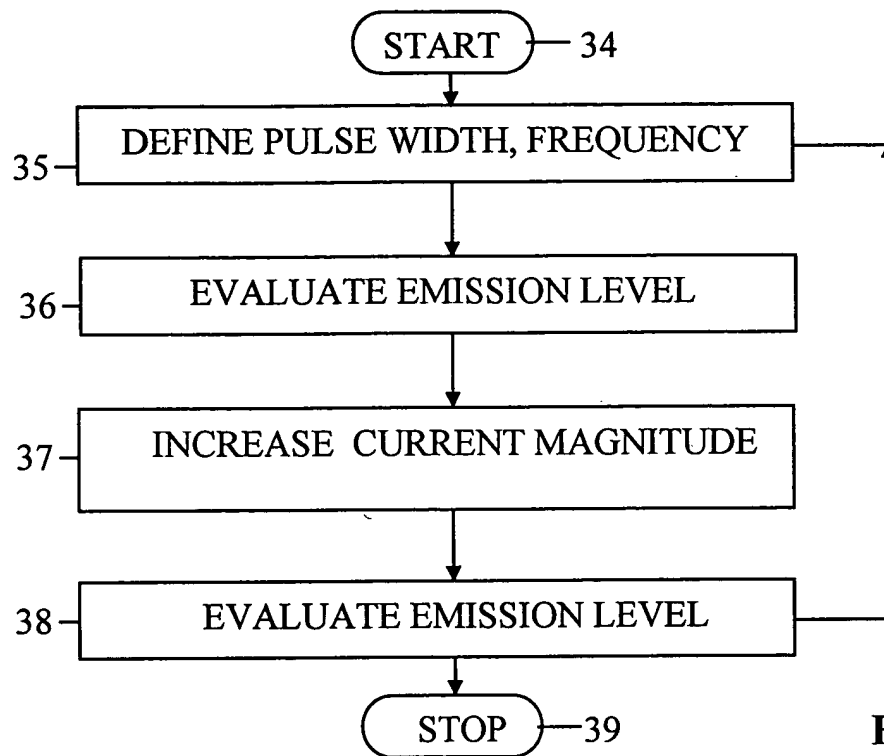 START 34
DEFINE PULSE WIDTH, FREQUENCY
35
EVALUATE EMISSION LEVEL
36
INCREASE CURRENT MAGNITUDE
37
EVALUATE EMISSION LEVEL
38
STOP 39